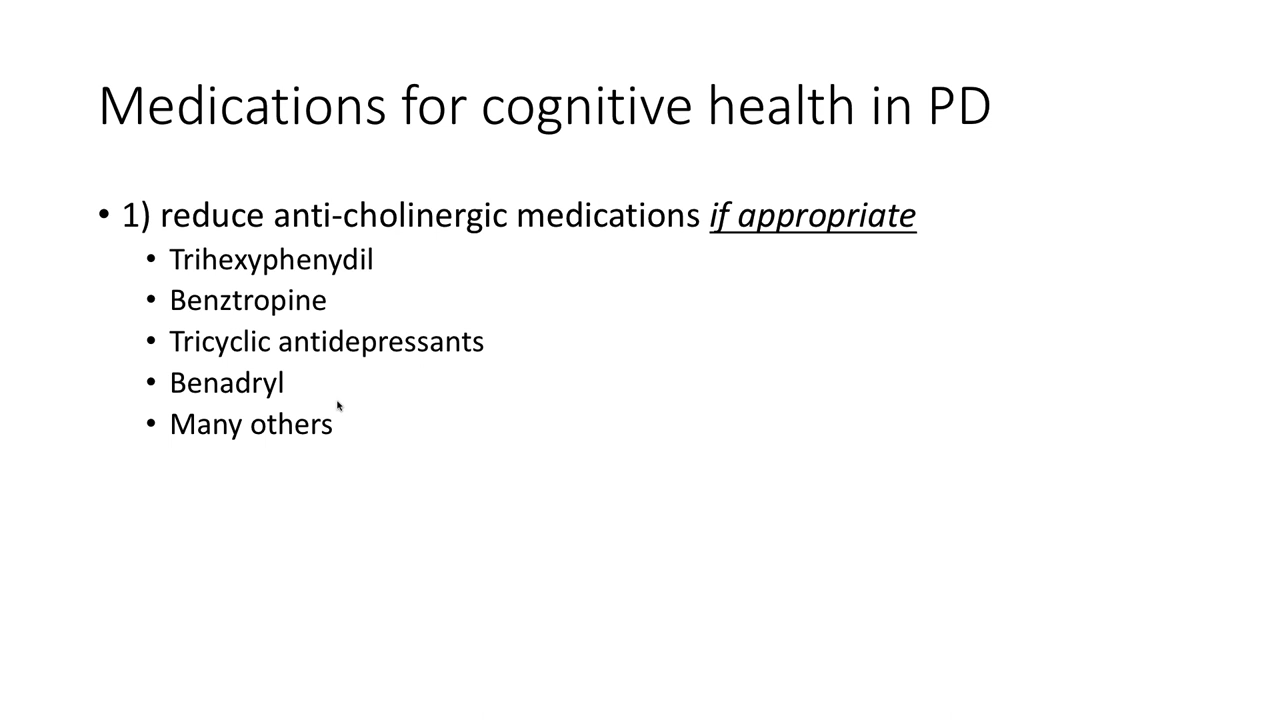 Medications for cognitive health in PD
• 1) reduce anti-cholinergic medications if appropriate
• Trihexyphenydil
• Benztropine
• Tricyclic antidepressants
• Benadryl
• Many others